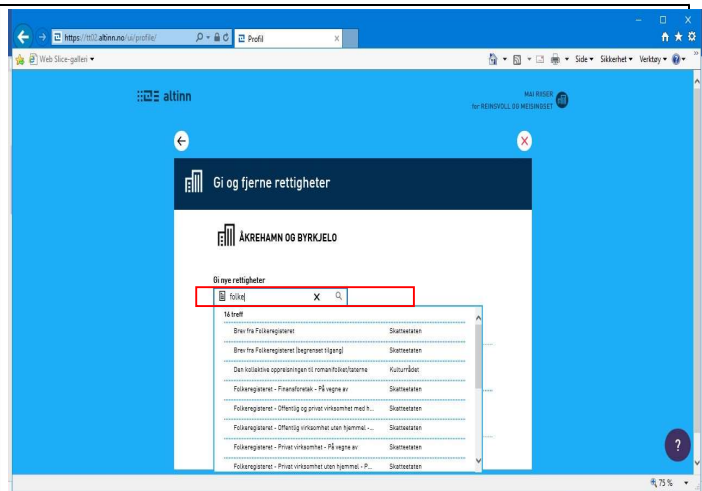 https://tt02.altinn.no/ui/profile/ Profil
Web Slice-galleri Side Sikkerhet Verktøy
altinn
MAI RIISER
for REINSVOLL OG MEISINGSET
Gi og fjerne rettigheter
ÅKREHAMN OG BYRKJELO
Gi nye rettigheter
folke X
16 treff
Brev fra Folkeregisteret Skatteetaten
Brev fra Folkeregisteret (begrenset tilgang) Skatteetaten
Den kollektive oppreisningen til romanifolket/taterne Kulturrådet
Folkeregisteret - Finansforetak - På vegne av Skatteetaten
Folkeregisteret - Offentlig og privat virksomhet med h... Skatteetaten
Folkeregisteret - Offentlig virksomhet uten hjemmel -... Skatteetaten
Folkeregisteret - Privat virksomhet - På vegne av Skatteetaten
Folkeregisteret - Privat virksomhet uten hjemmel - P... Skatteetaten
?
75 %